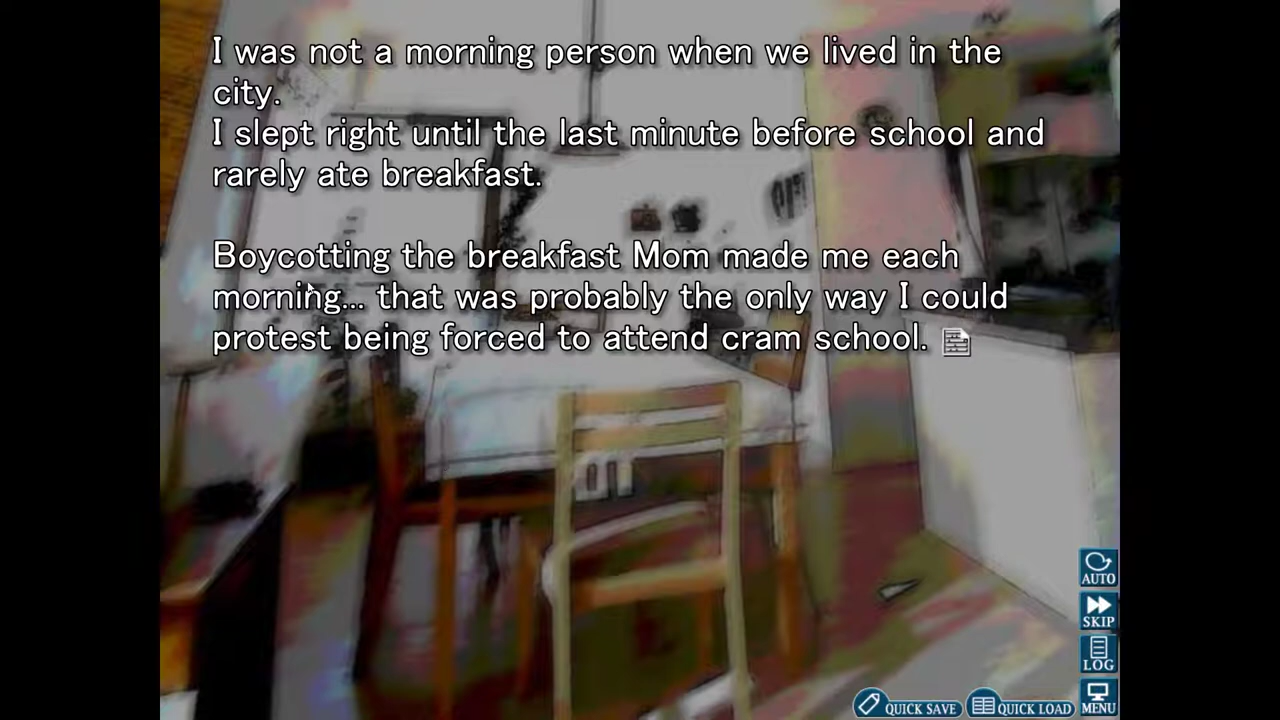 I was not a morning person when we lived in the
city.
I slept right until the last minute before school and
rarely ate breakfast.
Boycotting the breakfast Mom made me each
morning... that was probably the only way I could
protest being forced to attend cram school.
AUTO
SKIP
LOG
MENU
QUICK SAVE
QUICK LOAD